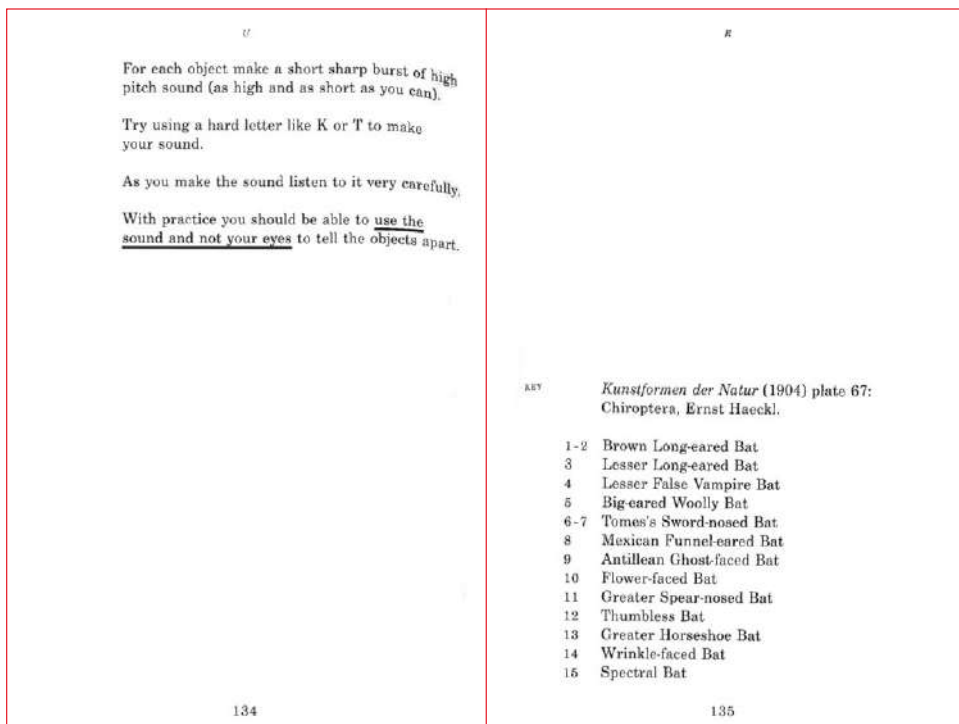 U
For each object make a short sharp burst of high
pitch sound (as high and as short as you can).
Try using a hard letter like K or T to make
your sound.
As you make the sound listen to it very carefully.
With practice you should be able to use the
sound and not your eyes to tell the objects apart.
134
R
KEY Kunstformen der Natur (1904) plate 67:
Chiroptera, Ernst Haeckl.
1-2 Brown Long-eared Bat
3 Lesser Long-eared Bat
4 Lesser False Vampire Bat
5 Big-eared Woolly Bat
6-7 Tomes's Sword-nosed Bat
8 Mexican Funnel-eared Bat
9 Antillean Ghost-faced Bat
10 Flower-faced Bat
11 Greater Spear-nosed Bat
12 Thumbless Bat
13 Greater Horseshoe Bat
14 Wrinkle-faced Bat
15 Spectral Bat
135